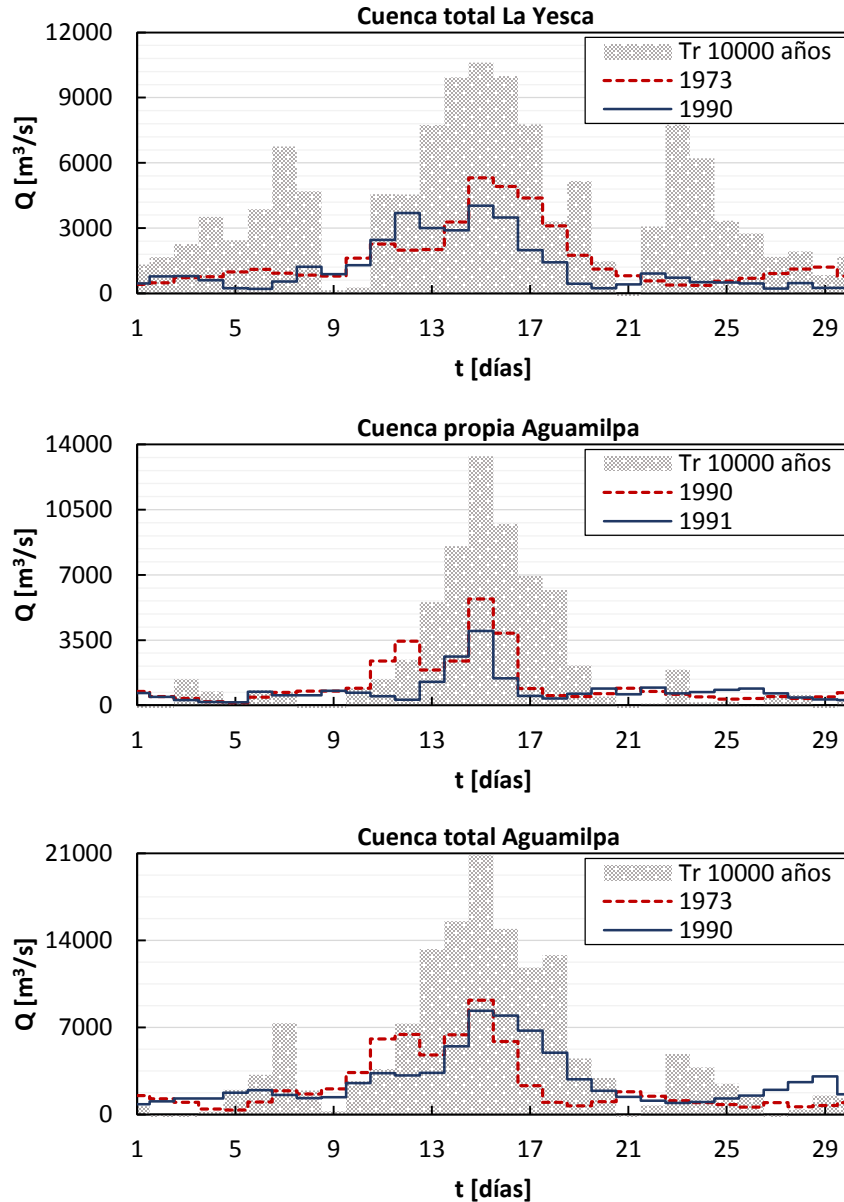 Cuenca total La Yesca
12000
9000
6000
3000
0
Q [m³/s]
Tr 10000 años
1973
1990
1 5 9 13 17 21 25 29
t [días]
Cuenca propia Aguamilpa
14000
10500
7000
3500
0
Q [m³/s]
Tr 10000 años
1990
1991
1 5 9 13 17 21 25 29
t [días]
Cuenca total Aguamilpa
21000
14000
7000
0
Q [m³/s]
Tr 10000 años
1973
1990
1 5 9 13 17 21 25 29
t [días]